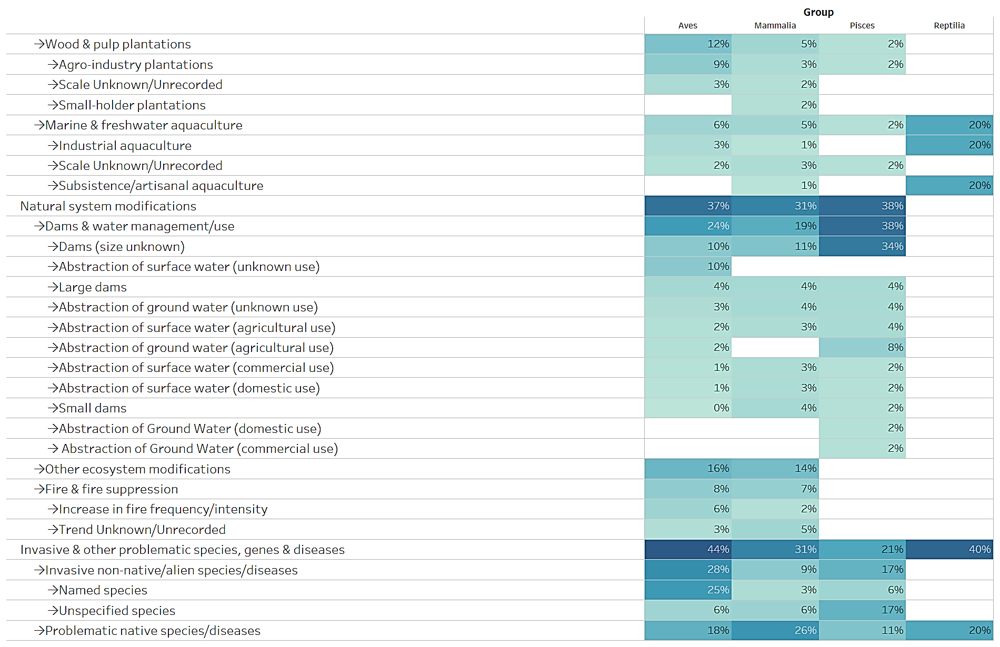 Group
Aves Mammalia Pisces Reptilia
→Wood & pulp plantations 12% 5% 2%
→Agro-industry plantations 9% 3% 2%
→Scale Unknown/Unrecorded 3% 2%
→Small-holder plantations 2%
→Marine & freshwater aquaculture 6% 5% 2% 20%
→Industrial aquaculture 3% 1% 20%
→Scale Unknown/Unrecorded 2% 3% 2%
→Subsistence/artisanal aquaculture 1% 20%
Natural system modifications 37% 31% 38%
→Dams & water management/use 24% 19% 38%
→Dams (size unknown) 10% 11% 34%
→Abstraction of surface water (unknown use) 10%
→Large dams 4% 4% 4%
→Abstraction of ground water (unknown use) 3% 4% 4%
→Abstraction of surface water (agricultural use) 2% 3% 4%
→Abstraction of ground water (agricultural use) 2% 8%
→Abstraction of surface water (commercial use) 1% 3% 2%
→Abstraction of surface water (domestic use) 1% 3% 2%
→Small dams 0% 4% 2%
→Abstraction of Ground Water (domestic use) 2%
→ Abstraction of Ground Water (commercial use) 2%
→Other ecosystem modifications 16% 14%
→Fire & fire suppression 8% 7%
→Increase in fire frequency/intensity 6% 2%
→Trend Unknown/Unrecorded 3% 5%
Invasive & other problematic species, genes & diseases 44% 31% 21% 40%
→Invasive non-native/alien species/diseases 28% 9% 17%
→Named species 25% 3% 6%
→Unspecified species 6% 6% 17%
→Problematic native species/diseases 18% 26% 11% 20%